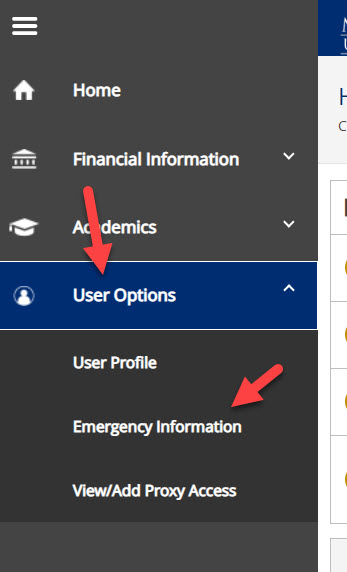 Home
Financial Information
Academics
User Options
User Profile
Emergency Information
View/Add Proxy Access